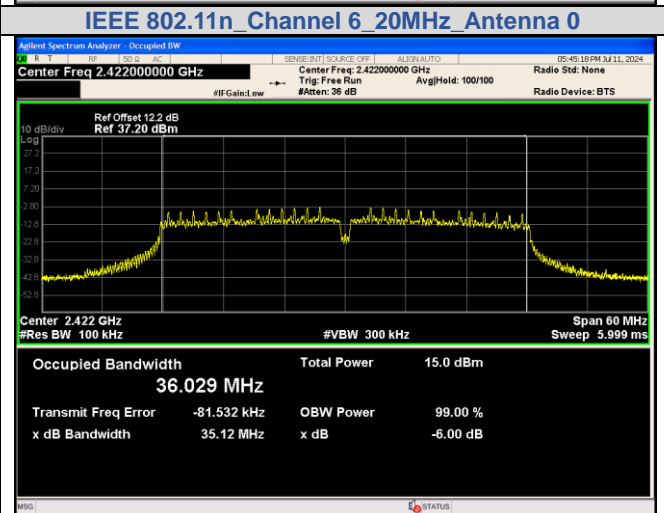 IEEE 802.11n_Channel 6_20MHz_Antenna 0
Agilent Spectrum Analyzer - Occupied BW
R T RF 50 Ω AC SENSE:INT SOURCE OFF ALIGN AUTO 05:45:18 PM Jul 11, 2024
Center Freq 2.422000000 GHz Center Freq: 2.422000000 GHz Radio Std: None
Trig: Free Run Avg|Hold: 100/100
#IFGain:Low #Atten: 36 dB Radio Device: BTS
Ref Offset 12.2 dB
10 dB/div Ref 37.20 dBm
Log
27.2
17.2
7.20
-2.80
-12.8
-22.8
-32.8
-42.8
-52.8
Center 2.422 GHz Span 60 MHz
#Res BW 100 kHz #VBW 300 kHz Sweep 5.999 ms
Occupied Bandwidth Total Power 15.0 dBm
36.029 MHz
Transmit Freq Error -81.532 kHz OBW Power 99.00 %
x dB Bandwidth 35.12 MHz x dB -6.00 dB
MSG STATUS